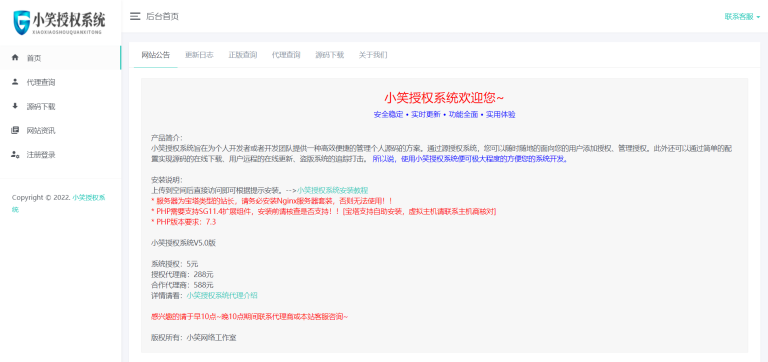 小笑授权系统
XIAOXIAOSHOUQUANXITONG
后台首页
联系客服
首页
代理查询
源码下载
网站资讯
注册登录
Copyright © 2022. 小笑授权系
统
网站公告 更新日志 正版查询 代理查询 源码下载 关于我们
小笑授权系统欢迎您~
安全稳定 • 实时更新 • 功能全面 • 实用体验
产品简介:
小笑授权系统旨在为个人开发者或者开发团队提供一种高效便捷的管理个人源码的方案。通过源授权系统，您可以随时随地的面向您的用户添加授权、管理授权。此外还可以通过简单的配
置实现源码的在线下载、用户远程的在线更新、盗版系统的追踪打击。 所以说，使用小笑授权系统便可极大程度的方便您的系统开发。
安装说明:
上传到空间后直接访问即可根据提示安装。-->小笑授权系统安装教程
* 服务器为宝塔类型的站长，请务必安装Nginx服务器套装，否则无法使用！！
* PHP需要支持SG11.4扩展组件，安装前请核查是否支持！！[宝塔支持自助安装，虚拟主机请联系主机商核对]
* PHP版本要求：7.3
小笑授权系统V5.0版
系统授权：5元
授权代理商：288元
合作代理商：588元
详情请看：小笑授权系统代理介绍
感兴趣的请于早10点~晚10点期间联系代理商或本站客服咨询~
版权所有：小笑网络工作室